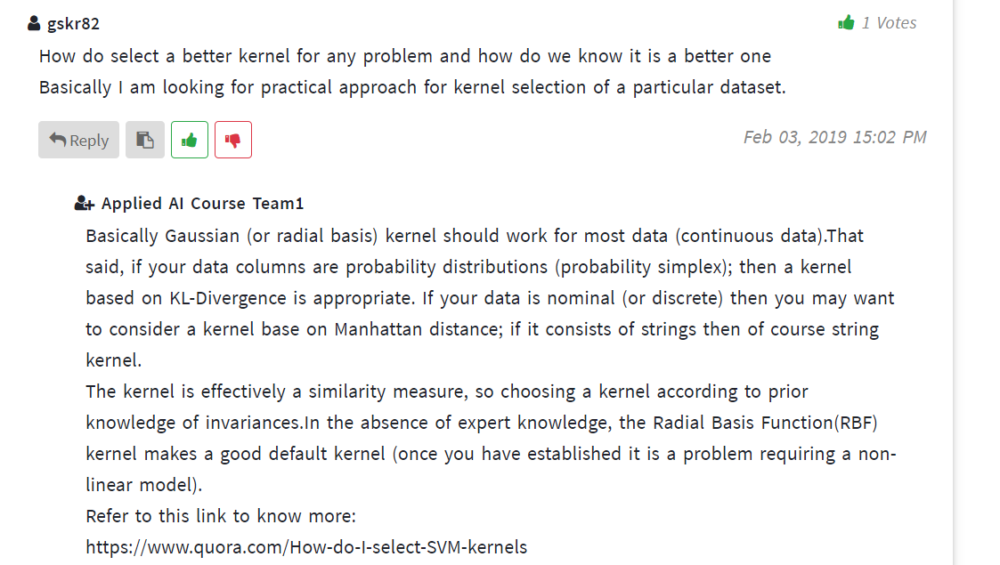 gskr82
1 Votes
How do select a better kernel for any problem and how do we know it is a better one
Basically I am looking for practical approach for kernel selection of a particular dataset.
Reply
Feb 03, 2019 15:02 PM
Applied AI Course Team1
Basically Gaussian (or radial basis) kernel should work for most data (continuous data).That
said, if your data columns are probability distributions (probability simplex); then a kernel
based on KL-Divergence is appropriate. If your data is nominal (or discrete) then you may want
to consider a kernel base on Manhattan distance; if it consists of strings then of course string
kernel.
The kernel is effectively a similarity measure, so choosing a kernel according to prior
knowledge of invariances.In the absence of expert knowledge, the Radial Basis Function(RBF)
kernel makes a good default kernel (once you have established it is a problem requiring a non-
linear model).
Refer to this link to know more:
https://www.quora.com/How-do-I-select-SVM-kernels